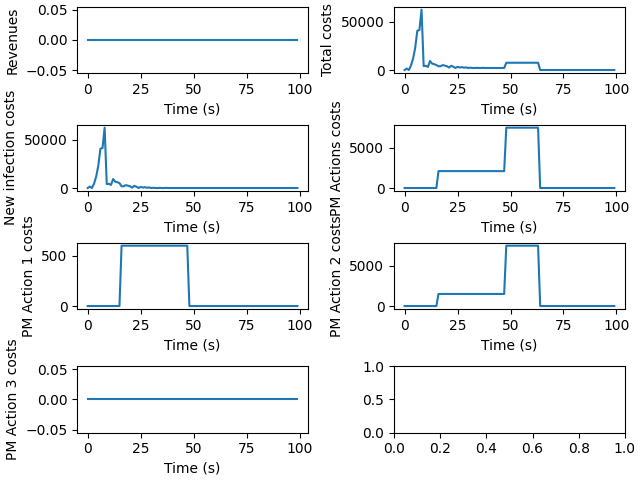 Revenues
0.05
0.00
−0.05
0 25 50 75 100
Time (s)
Total costs
50000
0
0 25 50 75 100
Time (s)
New infection costs
50000
0
0 25 50 75 100
Time (s)
PM Actions costs
5000
0
0 25 50 75 100
Time (s)
PM Action 1 costs
500
0
0 25 50 75 100
Time (s)
PM Action 2 costs
5000
0
0 25 50 75 100
Time (s)
PM Action 3 costs
0.05
0.00
−0.05
0 25 50 75 100
Time (s)
1.0
0.5
0.0
0.0 0.2 0.4 0.6 0.8 1.0